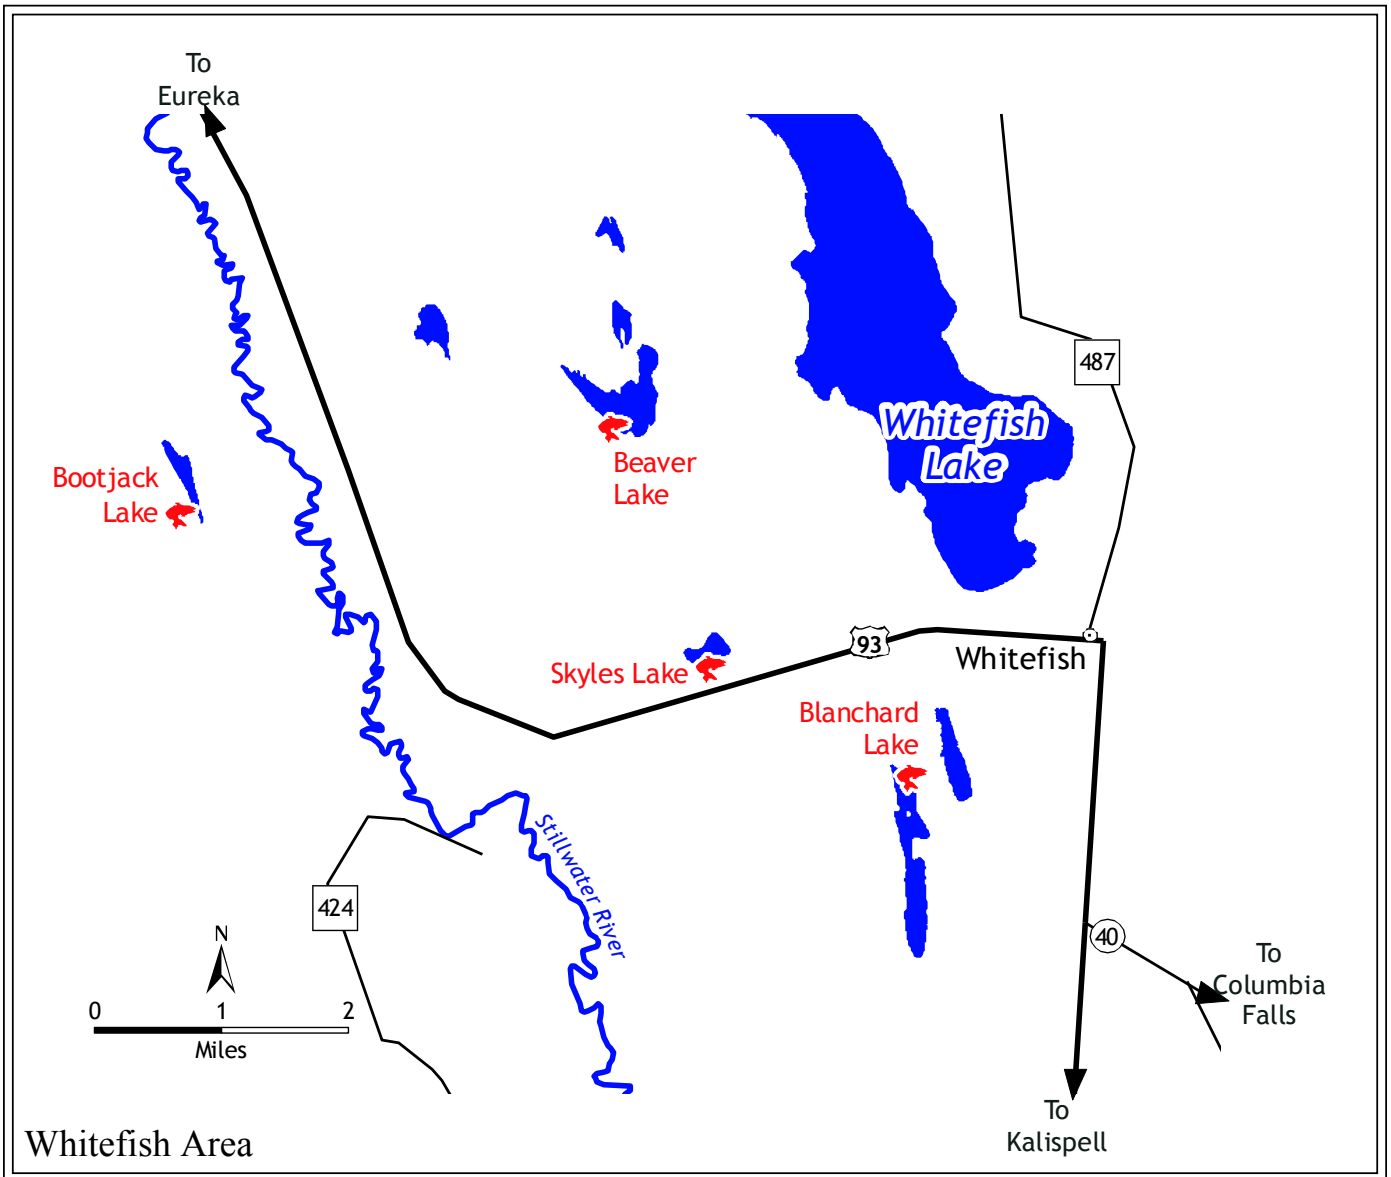 To
Eureka
487
Whitefish
Lake
Bootjack
Lake
Beaver
Lake
93
Whitefish
Skyles Lake
Blanchard
Lake
Stillwater River
424
N
40
To
Columbia
Falls
0 1 2
Miles
To
Kalispell
Whitefish Area